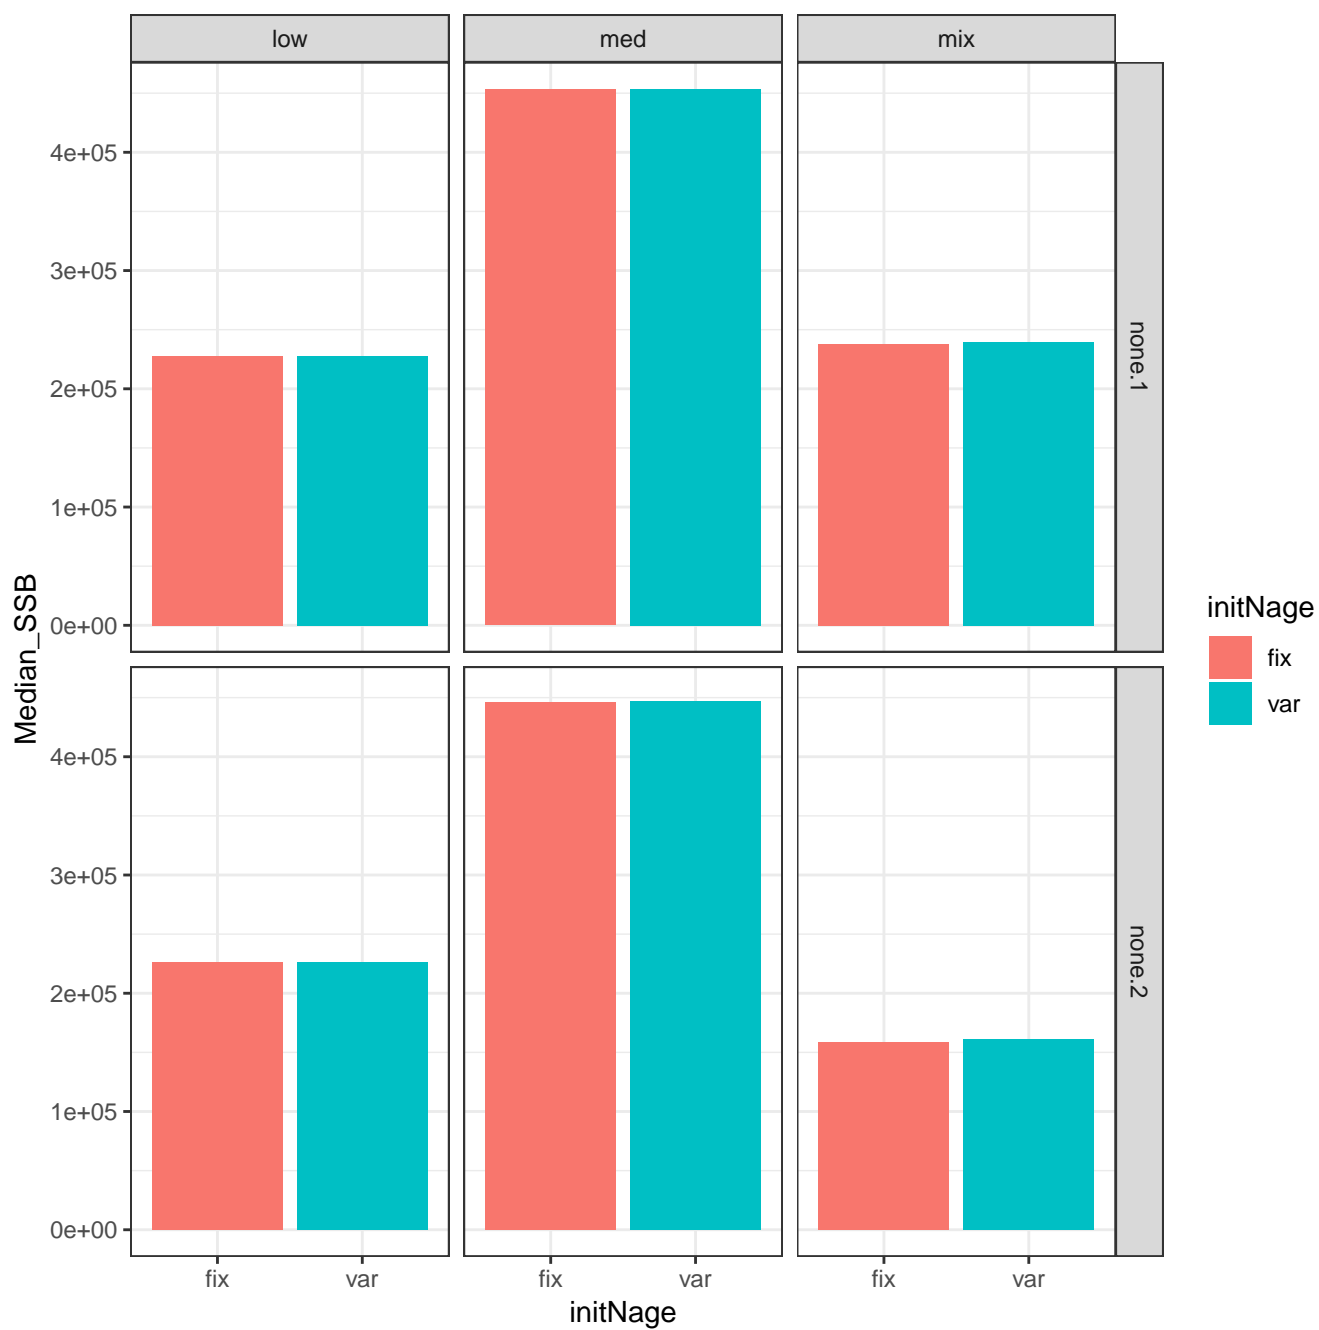 low
med
mix
4e+05
3e+05
2e+05
1e+05
0e+00
none.1
4e+05
3e+05
2e+05
1e+05
0e+00
none.2
Median_SSB
fix
var
fix
var
fix
var
initNage
initNage
fix
var